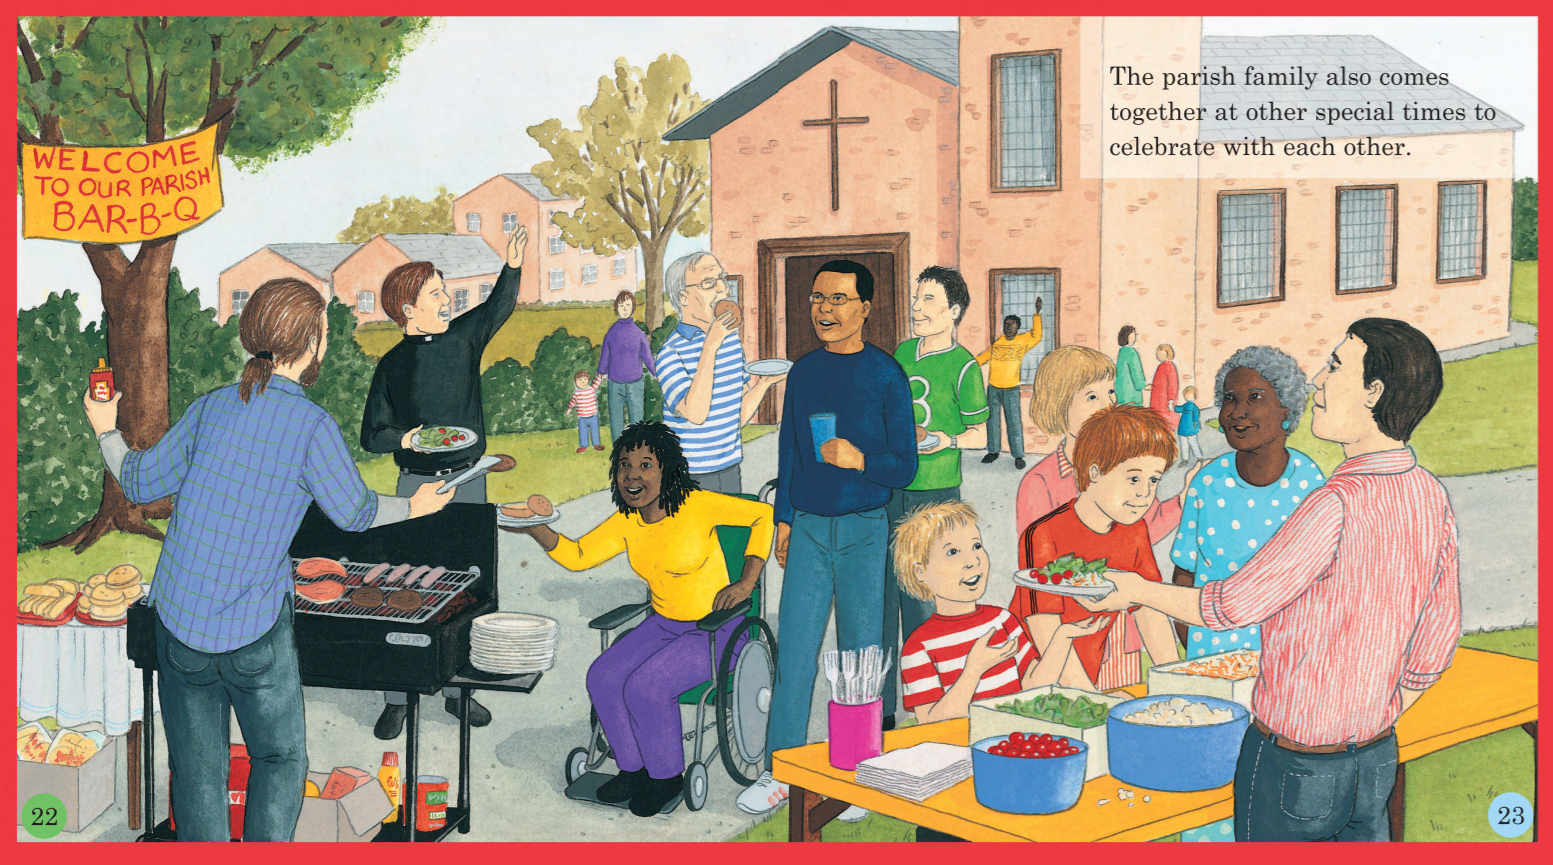 WELCOME
TO OUR PARISH
BAR-B-Q
The parish family also comes
together at other special times to
celebrate with each other.
22
23